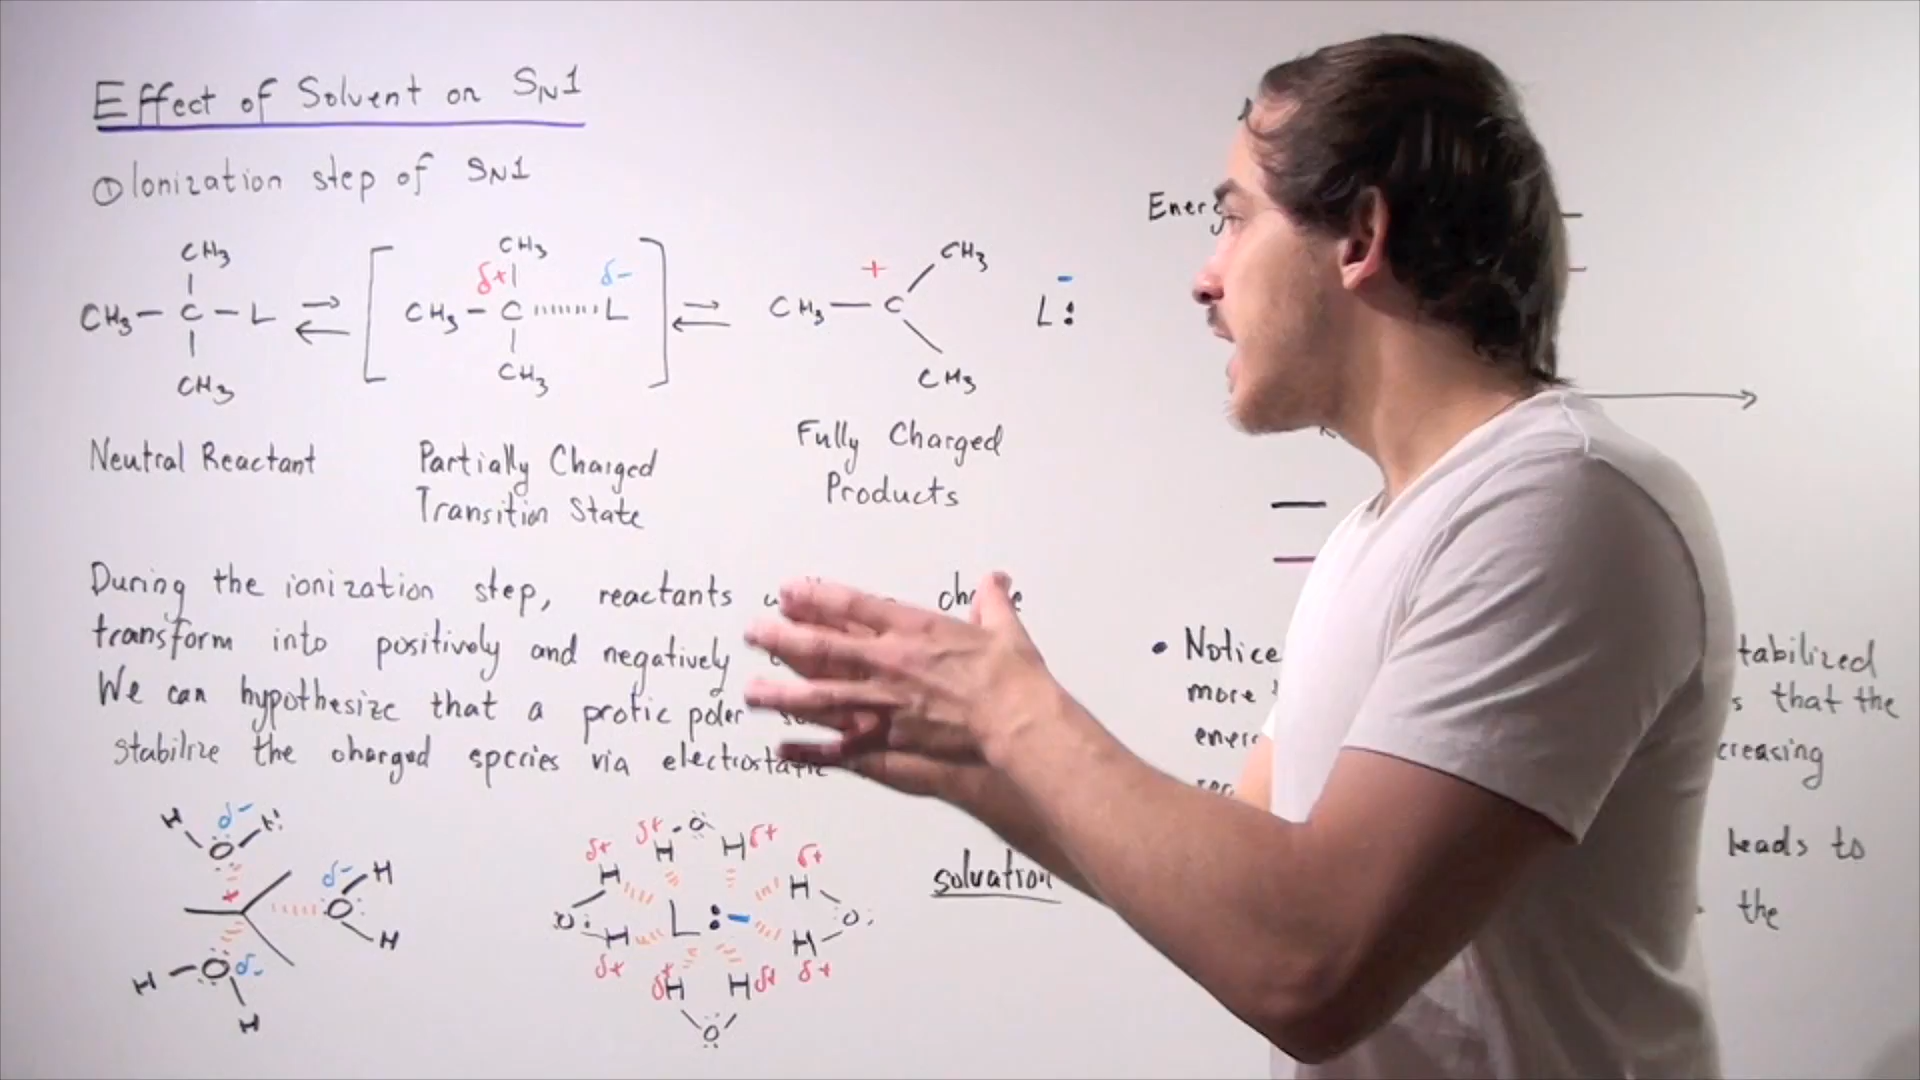 Effect of Solvent on SN1
① Ionization step of SN1
CH3 CH3 CH3
δ+ δ- + -
CH3 - C - L ⇌ [ CH3 - C ······· L ] ⇌ CH3 — C L:
CH3 CH3 CH3
Neutral Reactant
Partially Charged
Transition State
Fully Charged
Products
During the ionization step, reactants
transform into positively and negatively
We can hypothesize that a protic polar
stabilize the charged species via electrostatic
H δ- H
O
+ δ- H
O
H
H O δ-
H
δ+ δ+ H - O H δ+ δ+
H H
O L : - O
H H
δ+ δ+ H H δ+ δ+
O
solvation
Energy
• Notice tabilized
more s that the
creasing
leads to
the